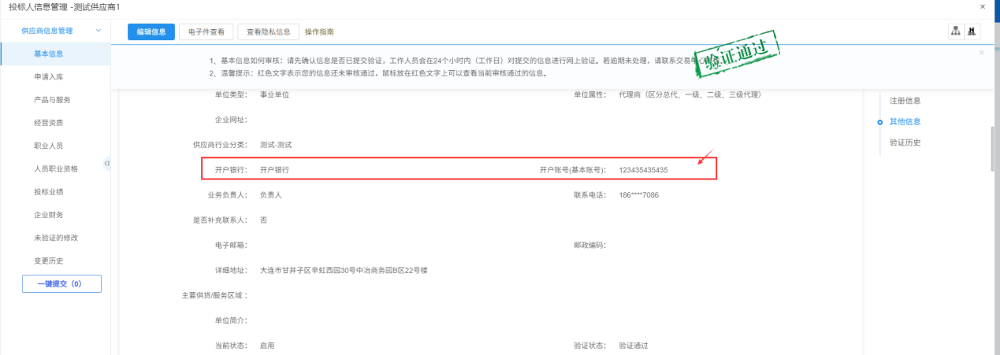 投标人信息管理 -测试供应商1
供应商信息管理
基本信息
申请入库
产品与服务
经营资质
职业人员
人员职业资格
投标业绩
企业财务
未验证的修改
变更历史
一键提交（0）
编辑信息 电子件查看 查看隐私信息 操作指南
1、基本信息如何审核：请先确认信息是否已提交验证，工作人员会在24个小时内（工作日）对提交的信息进行网上验证。若逾期未处理，请联系交易
2、温馨提示：红色文字表示您的信息还未审核通过，鼠标放在红色文字上可以查看当前审核通过的信息。
验证通过
单位类型： 事业单位 单位属性： 代理商（区分总代、一级、二级、三级代理）
企业网址：
供应商行业分类： 测试-测试
开户银行： 开户银行 开户账号(基本账号)： 123435435435
业务负责人： 负责人 联系电话： 186****7086
是否补充联系人： 否
电子邮箱： 邮政编码：
详细地址： 大连市甘井子区辛虹西园30号中冶商务园B区22号楼
主要供货/服务区域：
单位简介：
当前状态： 启用 验证状态： 验证通过
注册信息
其他信息
验证历史